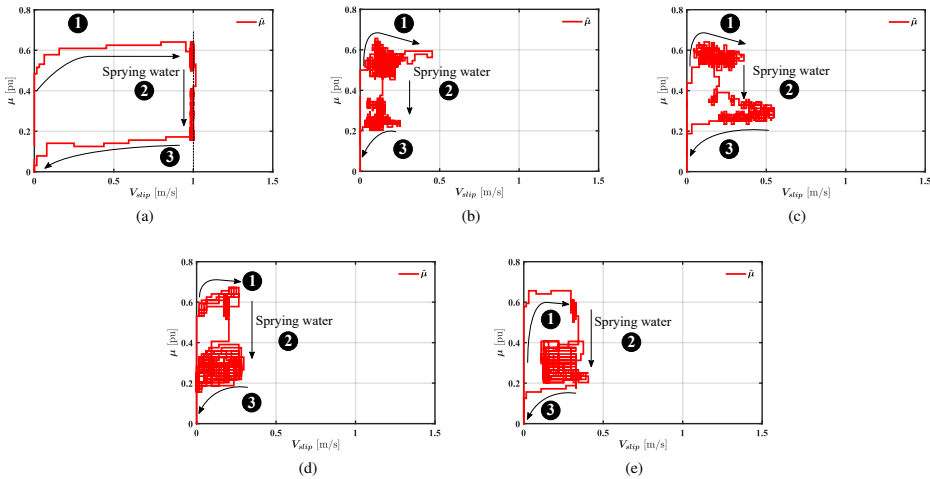 0.8
0.6
0.4
0.2
0
μ [pu]
1
Sprying water
2
3
μ̂
0
0.5
1
1.5
V_slip [m/s]
(a)
0.8
0.6
0.4
0.2
0
μ [pu]
1
Sprying water
2
3
μ̂
0
0.5
1
1.5
V_slip [m/s]
(b)
0.8
0.6
0.4
0.2
0
μ [pu]
1
Sprying water
2
3
μ̂
0
0.5
1
1.5
V_slip [m/s]
(c)
0.8
0.6
0.4
0.2
0
μ [pu]
1
Sprying water
2
3
μ̂
0
0.5
1
1.5
V_slip [m/s]
(d)
0.8
0.6
0.4
0.2
0
μ [pu]
1
Sprying water
2
3
μ̂
0
0.5
1
1.5
V_slip [m/s]
(e)